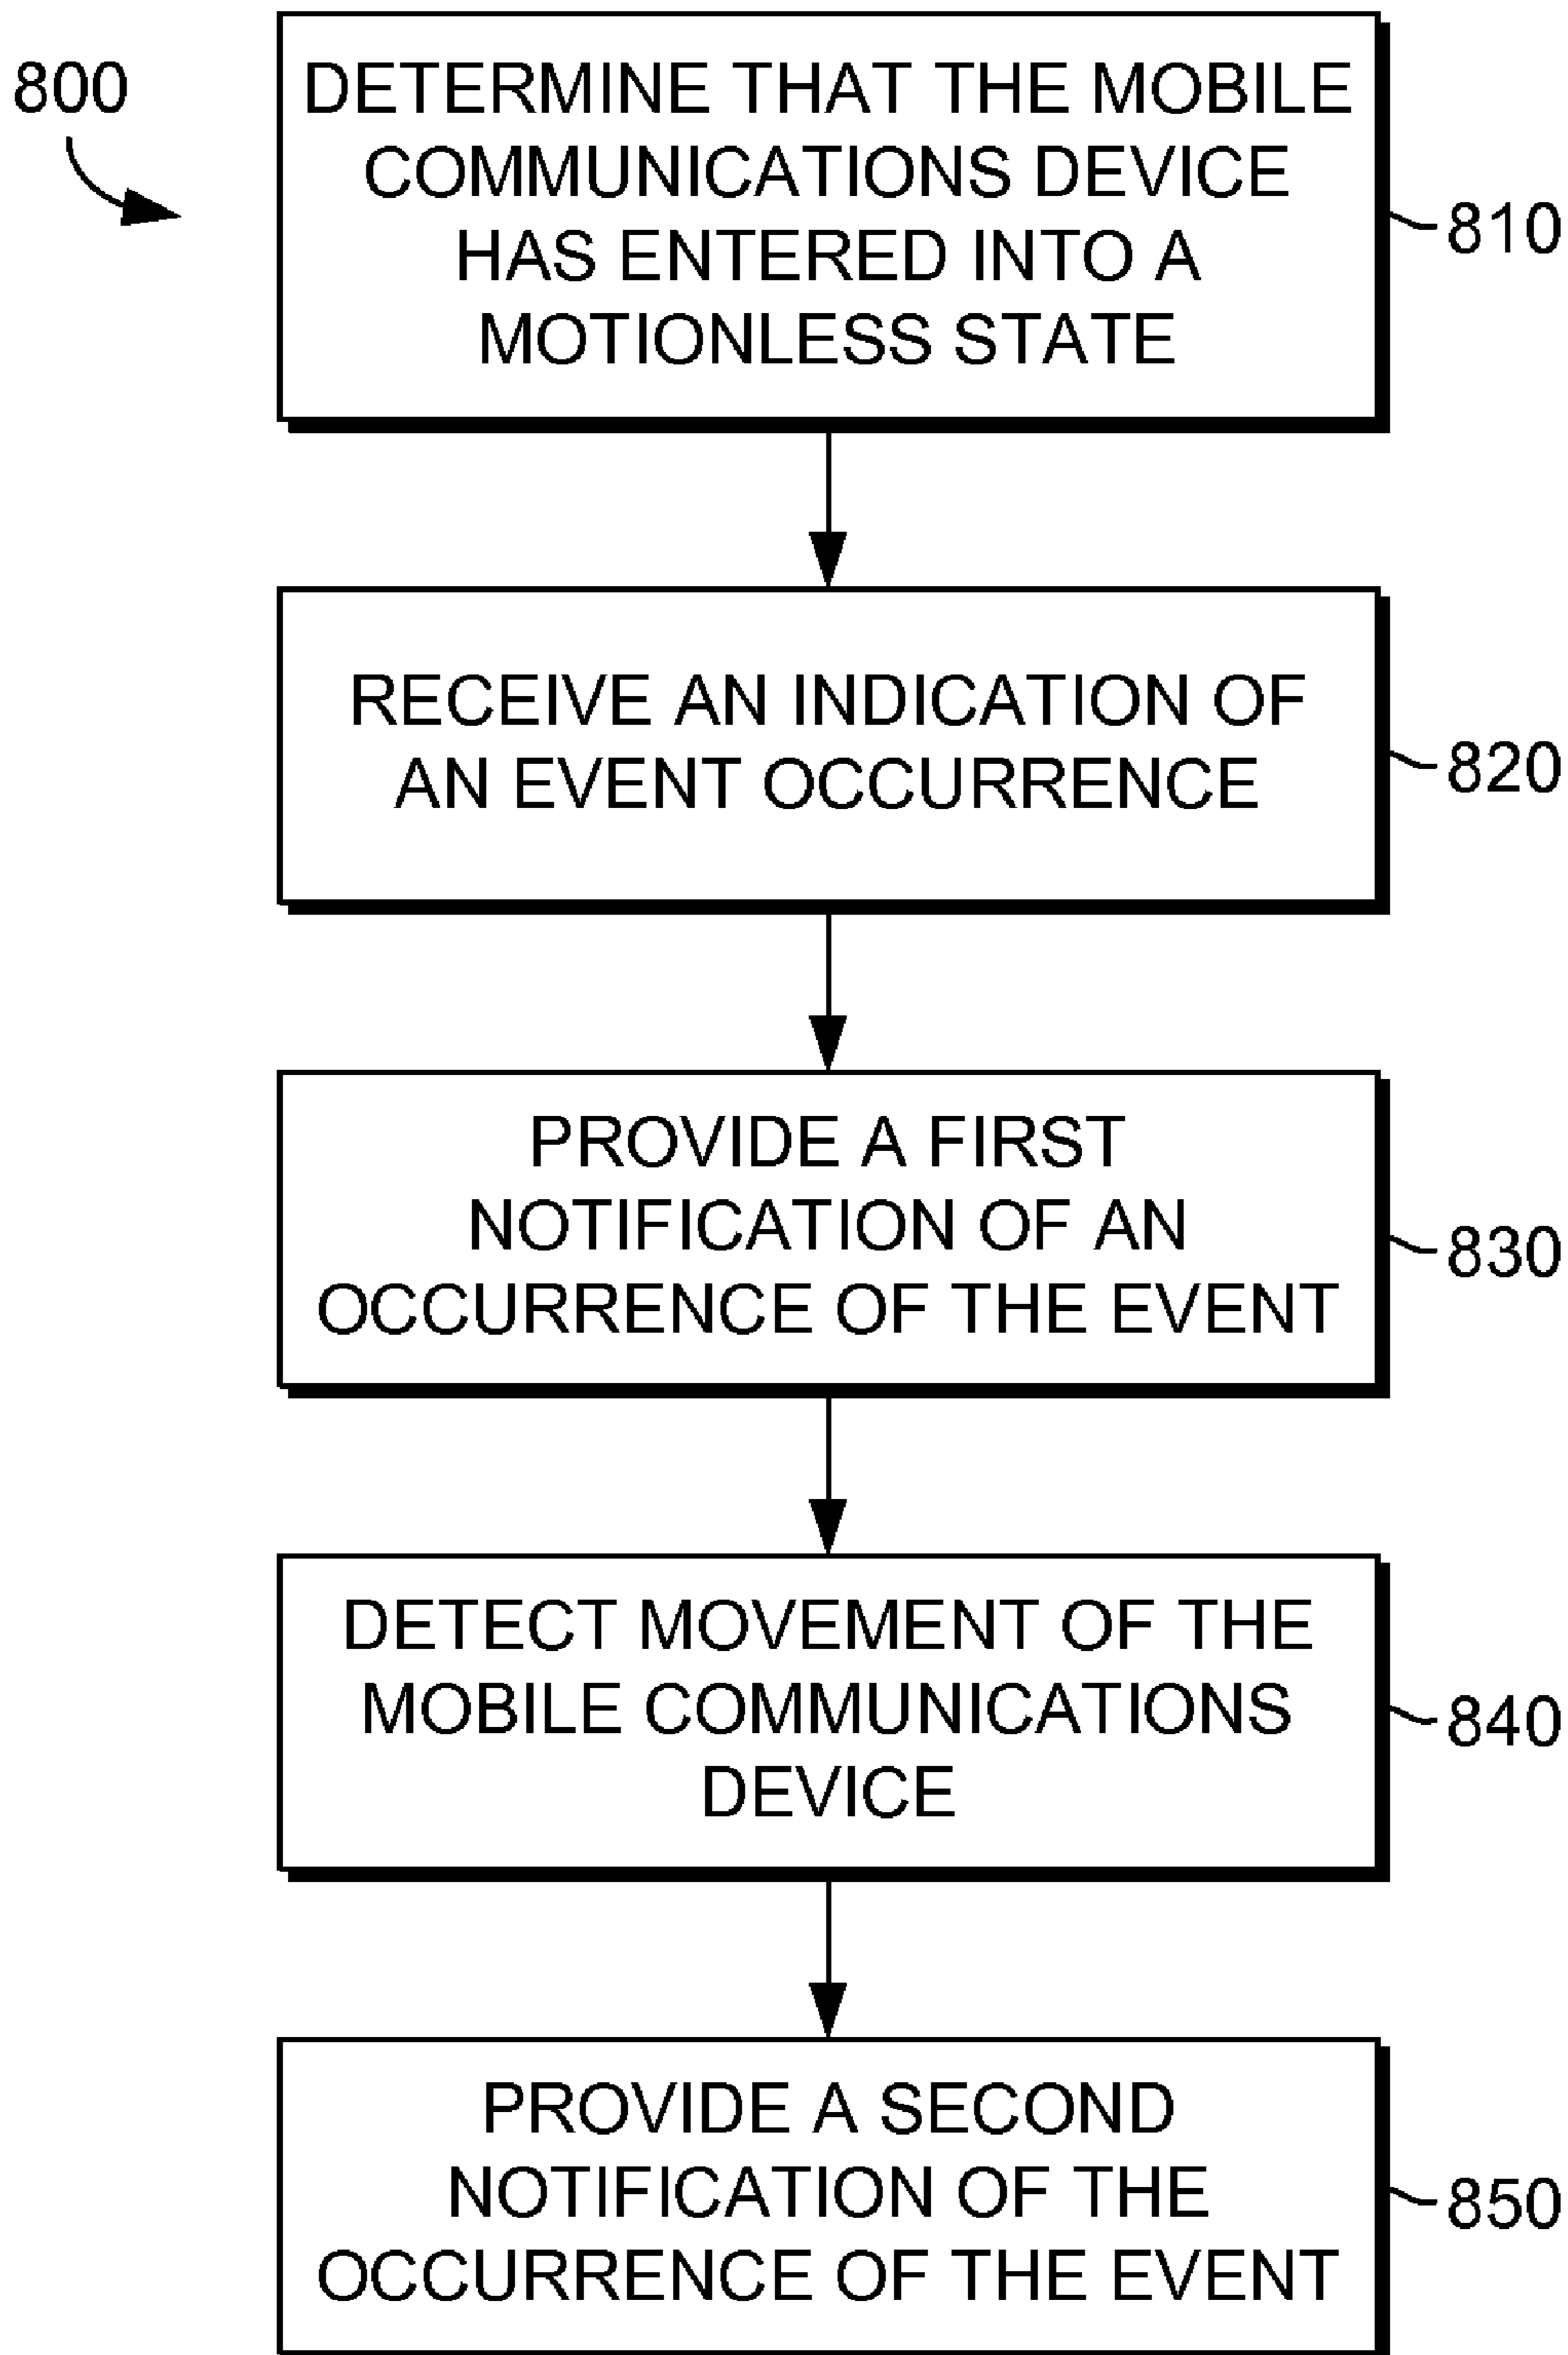 800
DETERMINE THAT THE MOBILE
COMMUNICATIONS DEVICE
HAS ENTERED INTO A
MOTIONLESS STATE
810
RECEIVE AN INDICATION OF
AN EVENT OCCURRENCE
820
PROVIDE A FIRST
NOTIFICATION OF AN
OCCURRENCE OF THE EVENT
830
DETECT MOVEMENT OF THE
MOBILE COMMUNICATIONS
DEVICE
840
PROVIDE A SECOND
NOTIFICATION OF THE
OCCURRENCE OF THE EVENT
850